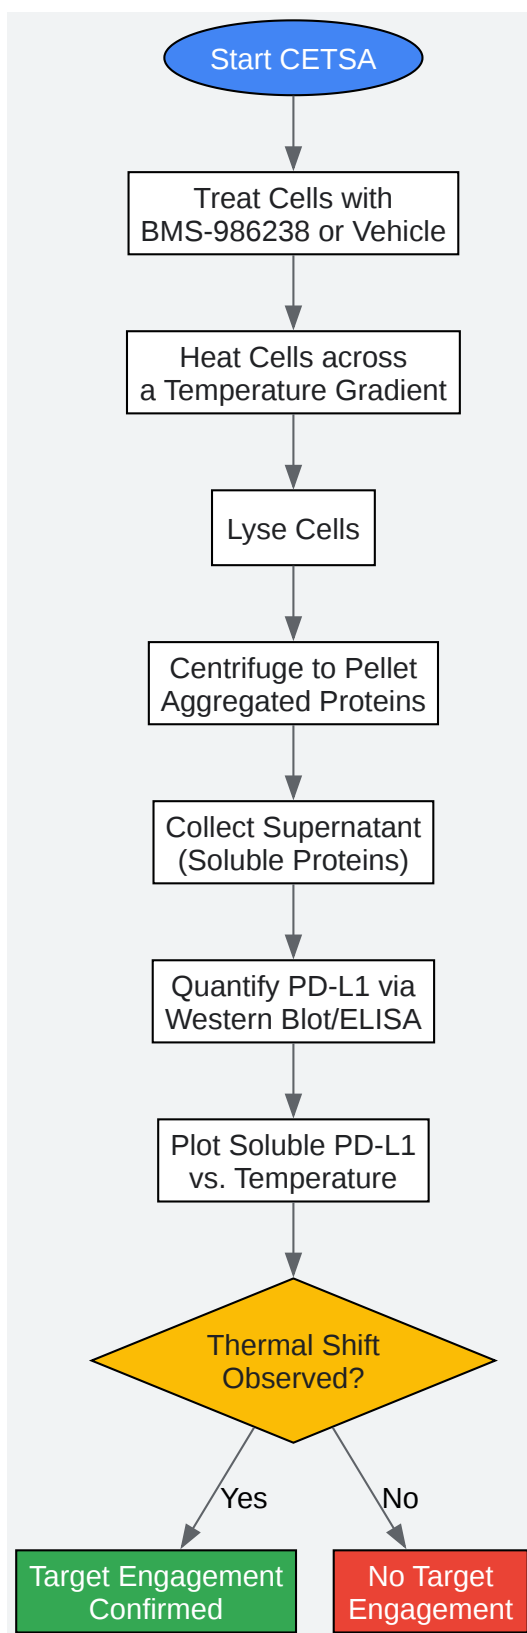 Start CETSA
Treat Cells with
BMS-986238 or Vehicle
Heat Cells across
a Temperature Gradient
Lyse Cells
Centrifuge to Pellet
Aggregated Proteins
Collect Supernatant
(Soluble Proteins)
Quantify PD-L1 via
Western Blot/ELISA
Plot Soluble PD-L1
vs. Temperature
Thermal Shift
Observed?
Yes
No
Target Engagement
Confirmed
No Target
Engagement